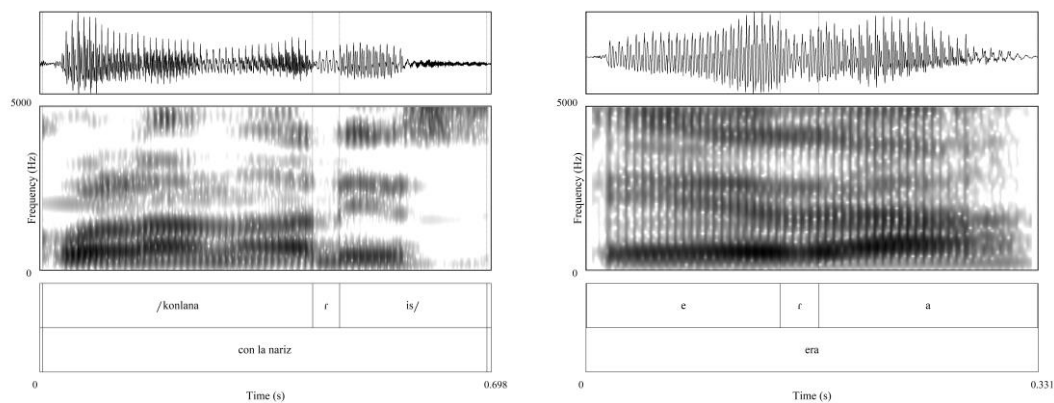 5000
Frequency (Hz)
0
/konlana
ɾ
is/
con la nariz
0
0.698
Time (s)
5000
Frequency (Hz)
0
e
ɾ
a
era
0
0.331
Time (s)